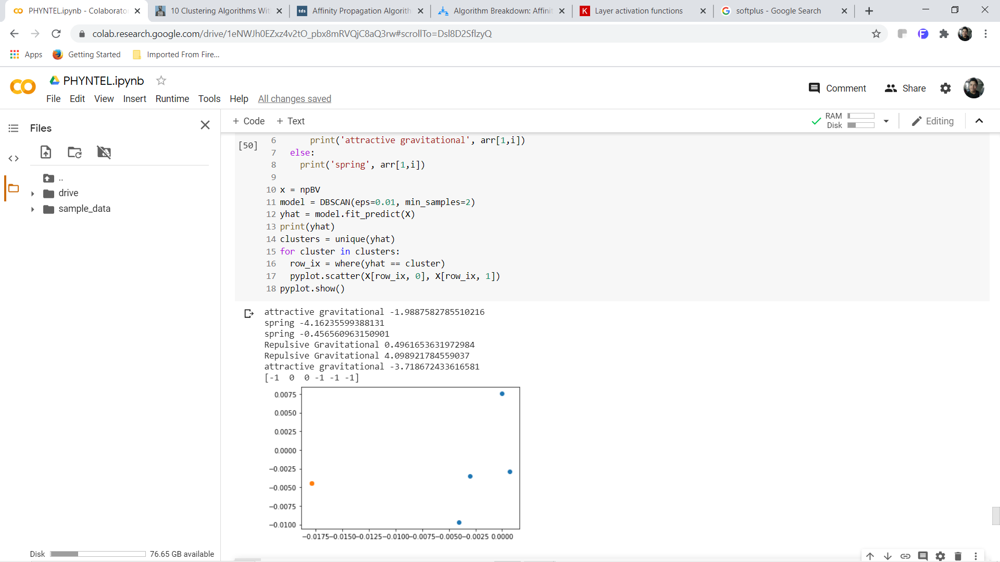 PHYNTEL.ipynb - Colaborato
10 Clustering Algorithms Wit
tds Affinity Propagation Algorith
Algorithm Breakdown: Affinit
K Layer activation functions
softplus - Google Search
colab.research.google.com/drive/1eNWJh0EZxz4v2tO_pbx8mRVQjC8aQ3rw#scrollTo=Dsl8D2SflzyQ
Apps Getting Started Imported From Fire...
PHYNTEL.ipynb
File Edit View Insert Runtime Tools Help All changes saved
Comment Share
Files
+ Code + Text
RAM
Disk
Editing
..
drive
sample_data
[50]
6 print('attractive gravitational', arr[1,i])
7 else:
8 print('spring', arr[1,i])
9
10 x = npBV
11 model = DBSCAN(eps=0.01, min_samples=2)
12 yhat = model.fit_predict(X)
13 print(yhat)
14 clusters = unique(yhat)
15 for cluster in clusters:
16 row_ix = where(yhat == cluster)
17 pyplot.scatter(X[row_ix, 0], X[row_ix, 1])
18 pyplot.show()
attractive gravitational -1.9887582785510216
spring -4.16235599388131
spring -0.456560963150901
Repulsive Gravitational 0.4961653631972984
Repulsive Gravitational 4.098921784559037
attractive gravitational -3.718672433616581
[-1 0 0 -1 -1 -1]
0.0075
0.0050
0.0025
0.0000
−0.0025
−0.0050
−0.0075
−0.0100
−0.0175 −0.0150 −0.0125 −0.0100 −0.0075 −0.0050 −0.0025 0.0000
Disk 76.65 GB available